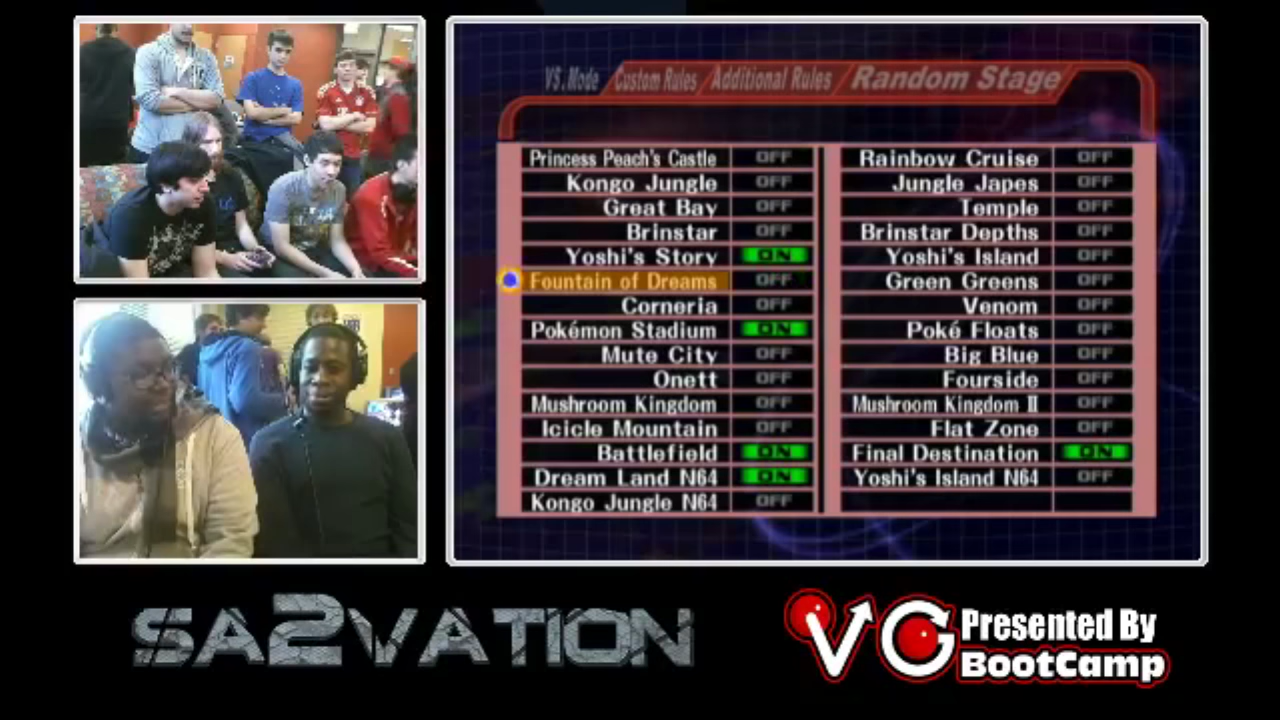 VS. Mode Custom Rules Additional Rules Random Stage
Princess Peach's Castle OFF Rainbow Cruise OFF
Kongo Jungle OFF Jungle Japes OFF
Great Bay OFF Temple OFF
Brinstar OFF Brinstar Depths OFF
Yoshi's Story ON Yoshi's Island OFF
Fountain of Dreams OFF Green Greens OFF
Corneria OFF Venom OFF
Pokémon Stadium ON Poké Floats OFF
Mute City OFF Big Blue OFF
Onett OFF Fourside OFF
Mushroom Kingdom OFF Mushroom Kingdom II OFF
Icicle Mountain OFF Flat Zone OFF
Battlefield ON Final Destination ON
Dream Land N64 ON Yoshi's Island N64 OFF
Kongo Jungle N64 OFF
SA2VATION
VG Presented By
BootCamp